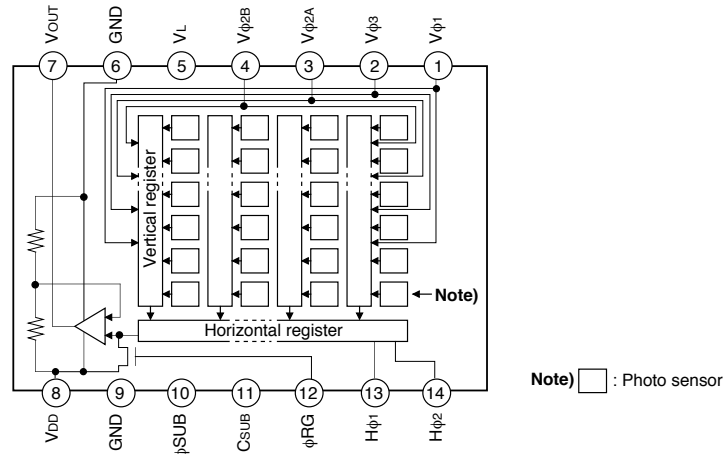 VOUT
GND
VL
Vϕ2B
Vϕ2A
Vϕ3
Vϕ1
7
6
5
4
3
2
1
Vertical register
Note)
Horizontal register
Note) : Photo sensor
8
9
10
11
12
13
14
VDD
GND
ϕSUB
CSUB
ϕRG
Hϕ1
Hϕ2